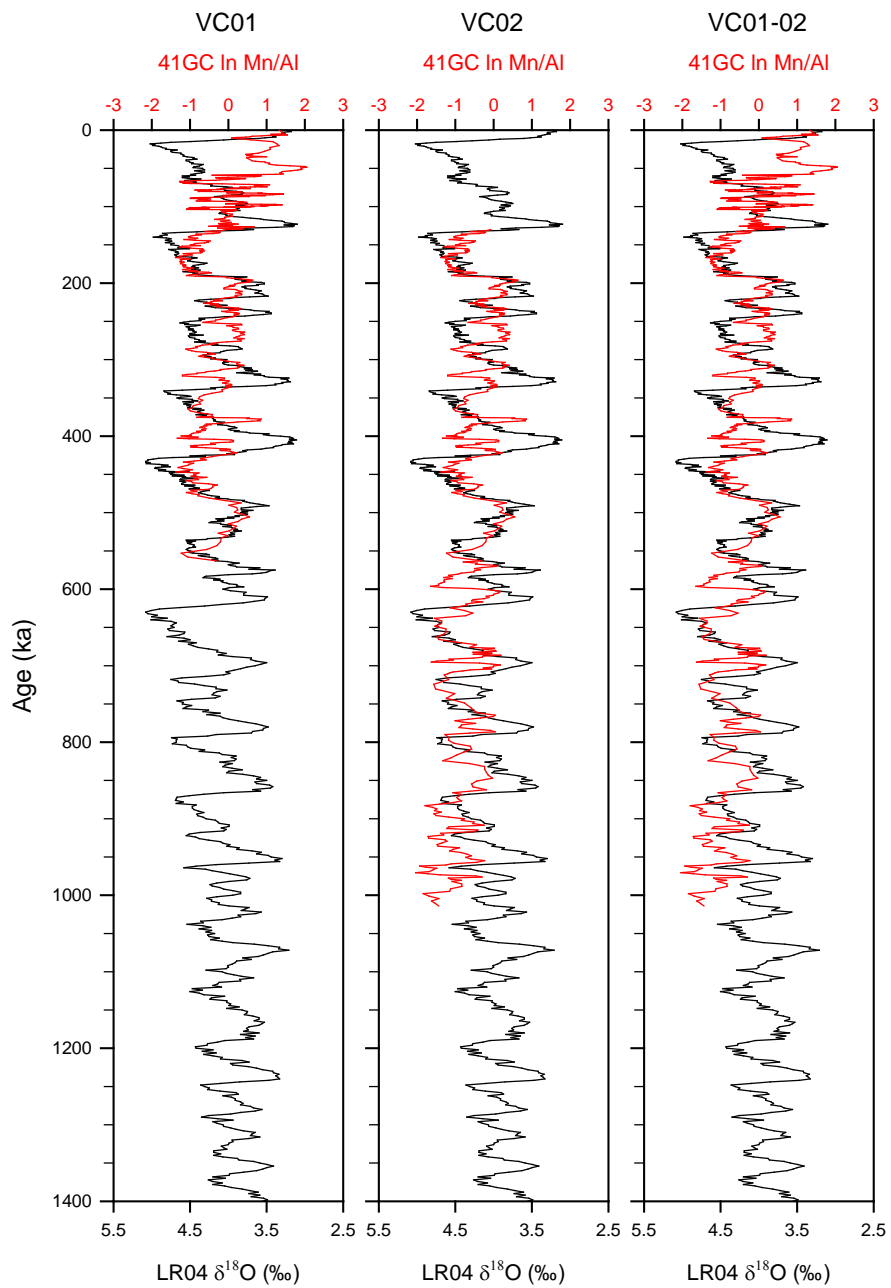 VC01 VC02 VC01-02
41GC ln Mn/Al 41GC ln Mn/Al 41GC ln Mn/Al
-3 -2 -1 0 1 2 3 -3 -2 -1 0 1 2 3 -3 -2 -1 0 1 2 3
0
200
400
600
Age (ka)
800
1000
1200
1400
5.5 4.5 3.5 2.5 5.5 4.5 3.5 2.5 5.5 4.5 3.5 2.5
LR04 δ¹⁸O (‰) LR04 δ¹⁸O (‰) LR04 δ¹⁸O (‰)